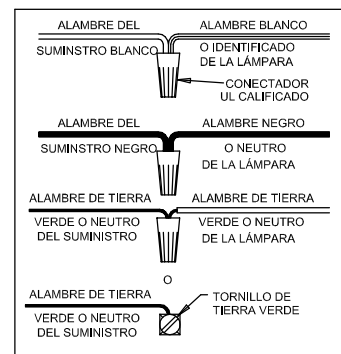 ALAMBRE DEL ALAMBRE BLANCO
SUMINSTRO BLANCO O IDENTIFICADO
DE LA LÁMPARA
CONECTADOR
UL CALIFICADO
ALAMBRE DEL ALAMBRE NEGRO
SUMINSTRO NEGRO O NEUTRO
DE LA LÁMPARA
ALAMBRE DE TIERRA ALAMBRE DE TIERRA
VERDE O NEUTRO VERDE O NEUTRO
DEL SUMINISTRO DE LA LÁMPARA
O
ALAMBRE DE TIERRA TORNILLO DE
VERDE O NEUTRO TIERRA VERDE
DEL SUMINISTRO